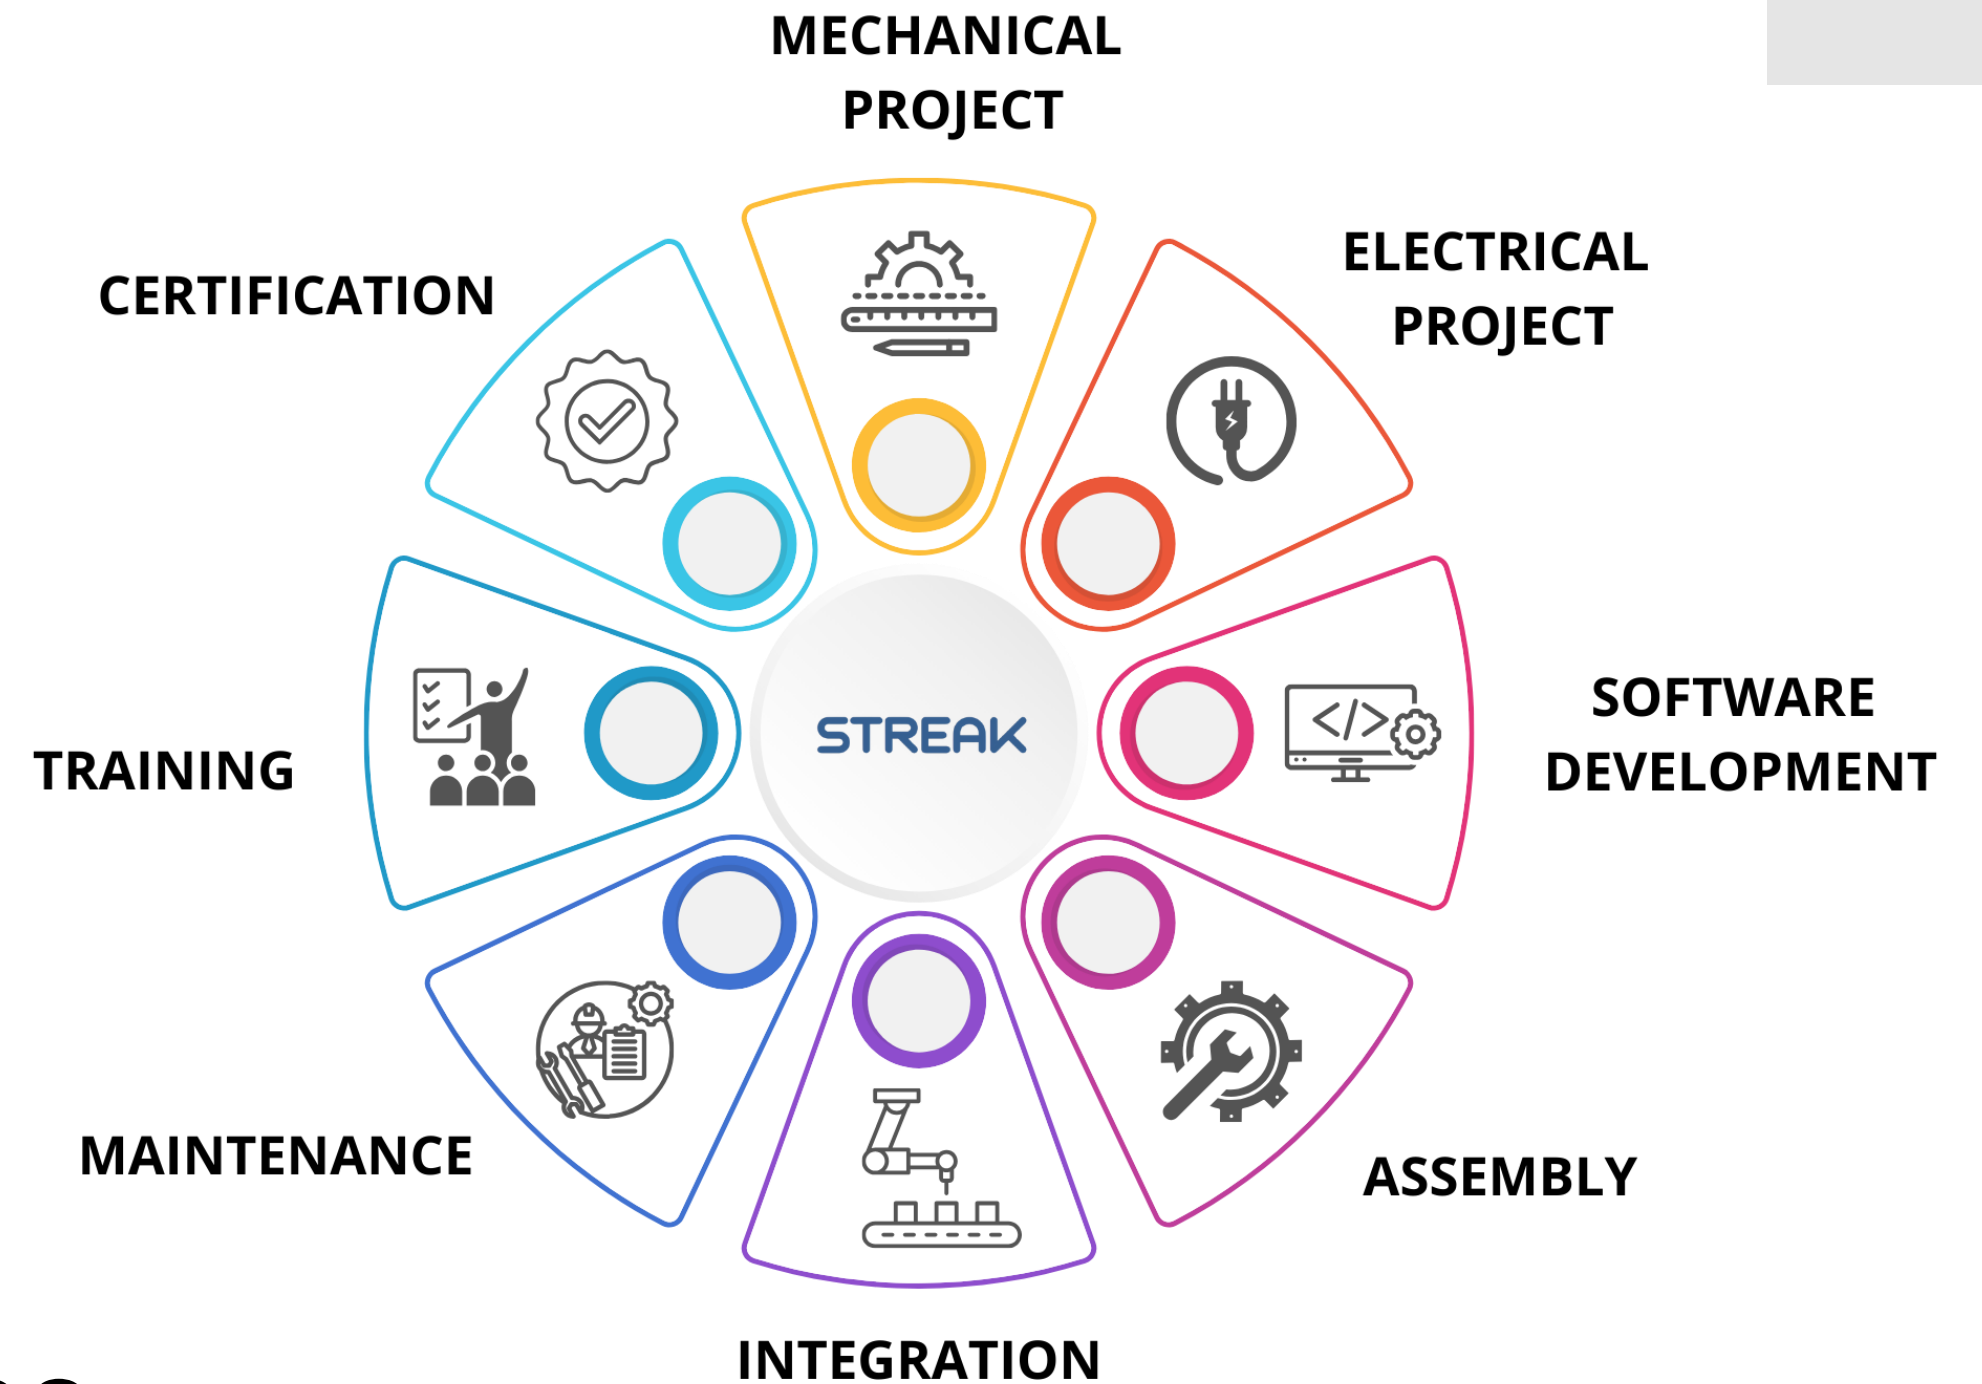 MECHANICAL
PROJECT
ELECTRICAL
PROJECT
CERTIFICATION
SOFTWARE
DEVELOPMENT
TRAINING
STREAK
MAINTENANCE
ASSEMBLY
INTEGRATION